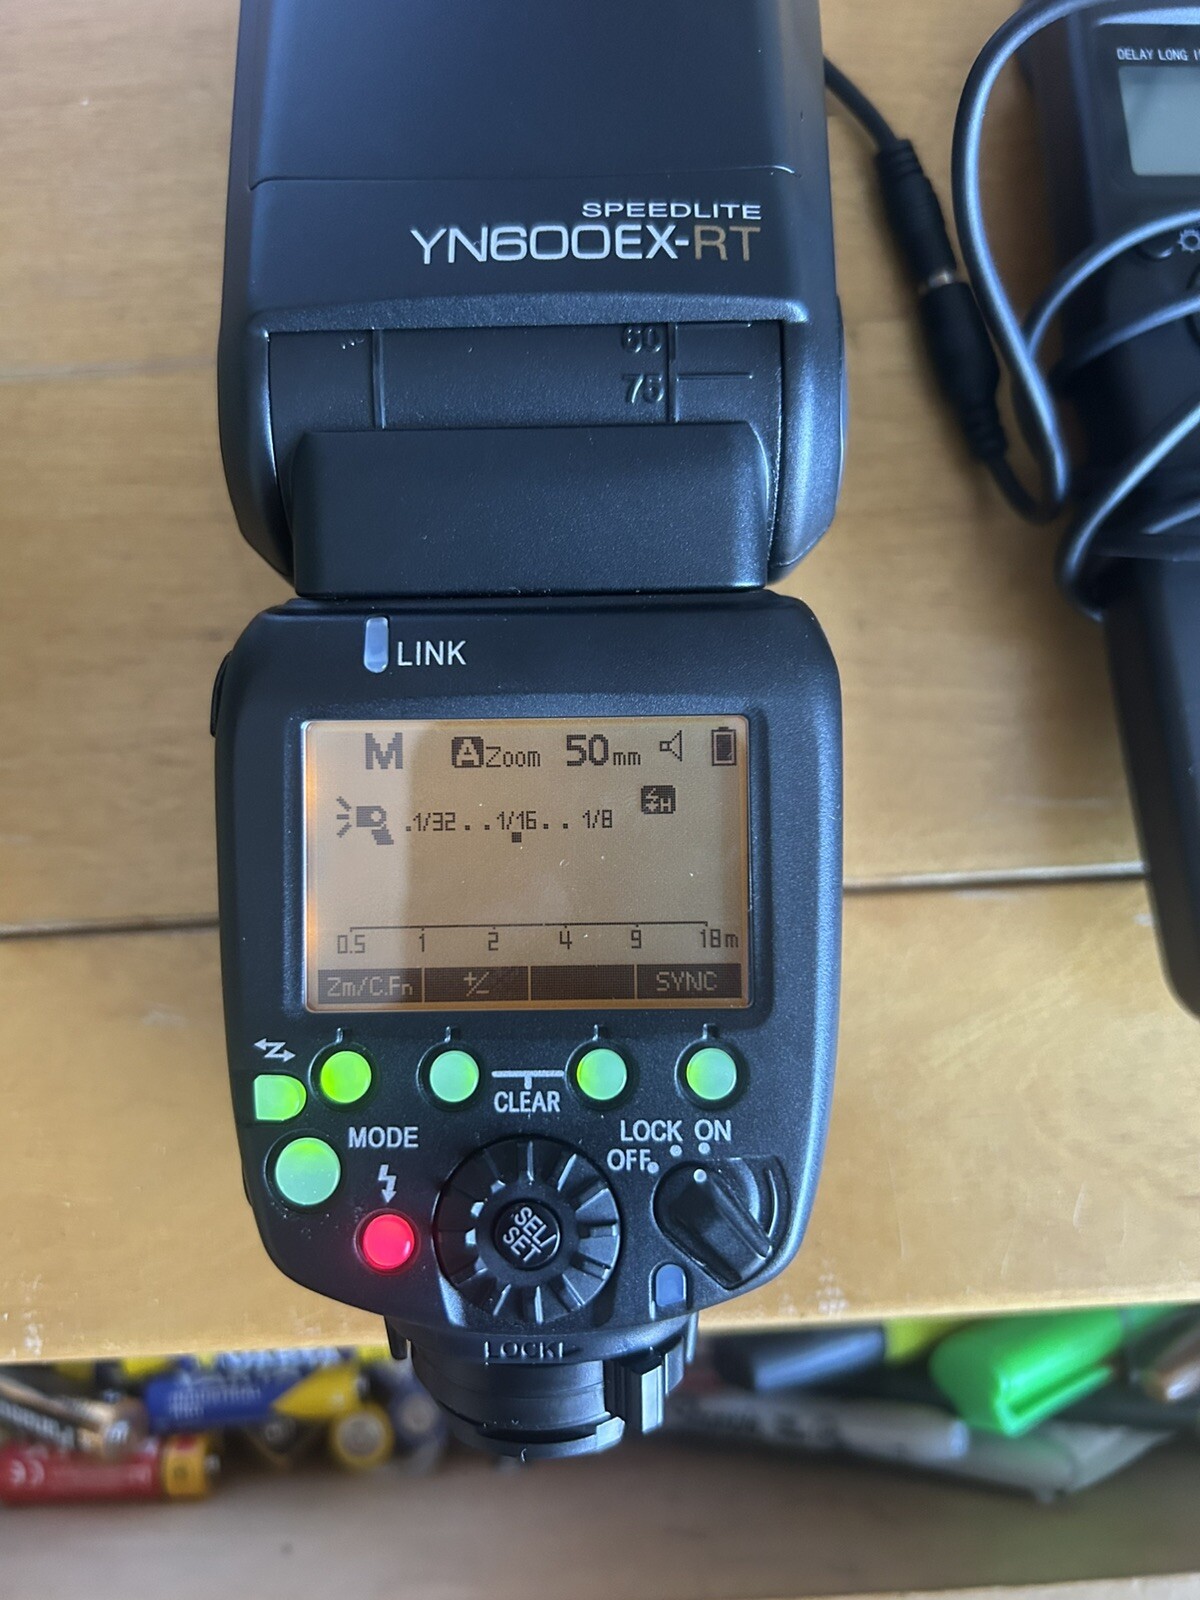 DELAY LONG
SPEEDLITE
YN600EX-RT
60
75
LINK
M A Zoom 50mm
H
.1/32..1/16..1/8
0.5 1 2 4 9 18m
Zm/C.Fn +/- SYNC
CLEAR
MODE
LOCK ON
OFF
SEL/
SET
LOCK